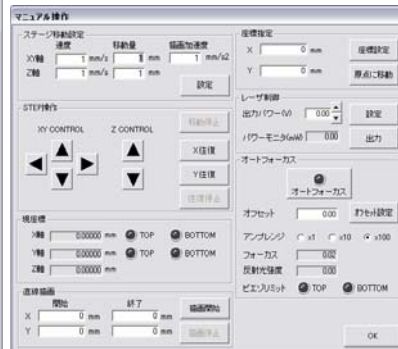 マニュアル操作
ステージ移動設定
速度 移動量 描画加速度
XY軸 1 mm/s 1 mm 1 mm/s2
Z軸 1 mm/s 1 mm
設定
STEP操作
XY CONTROL Z CONTROL
移動停止
X往復
Y往復
往復停止
現座標
X軸 0.00000 mm TOP BOTTOM
Y軸 0.00000 mm TOP BOTTOM
Z軸 0.00000 mm
直線描画
開始 終了
X 0 mm 0 mm 描画開始
Y 0 mm 0 mm 描画停止
座標指定
X 0 mm 座標設定
Y 0 mm 原点に移動
レーザ制御
出力パワー(V) 0.00 設定
パワーモニタ(mW) 0.00 出力
オートフォーカス
オートフォーカス
オフセット 0.00 オフセット設定
アンプレンジ x1 x10 x100
フォーカス 0.02
反射光強度 0.00
ピエゾリミット TOP BOTTOM
OK